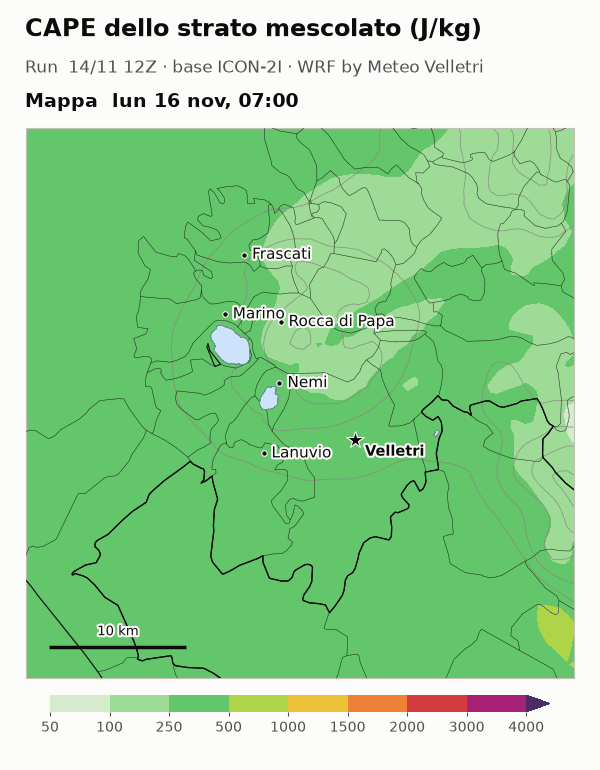 CAPE dello strato mescolato (J/kg)
Run  14/11 12Z · base ICON-2I · WRF by Meteo Velletri
Mappa  lun 16 nov, 07:00
Frascati
Marino
Rocca di Papa
Nemi
Velletri
Lanuvio
10 km
50 100 250 500 1000 1500 2000 3000 4000